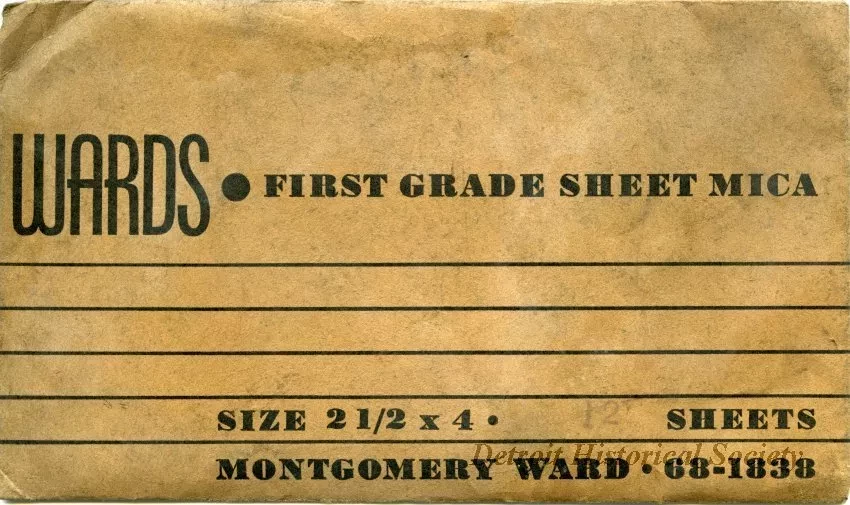 WARDS • FIRST GRADE SHEET MICA
SIZE 2 1/2 x 4 • 12 SHEETS
Detroit Historical Society
MONTGOMERY WARD • 68-1838